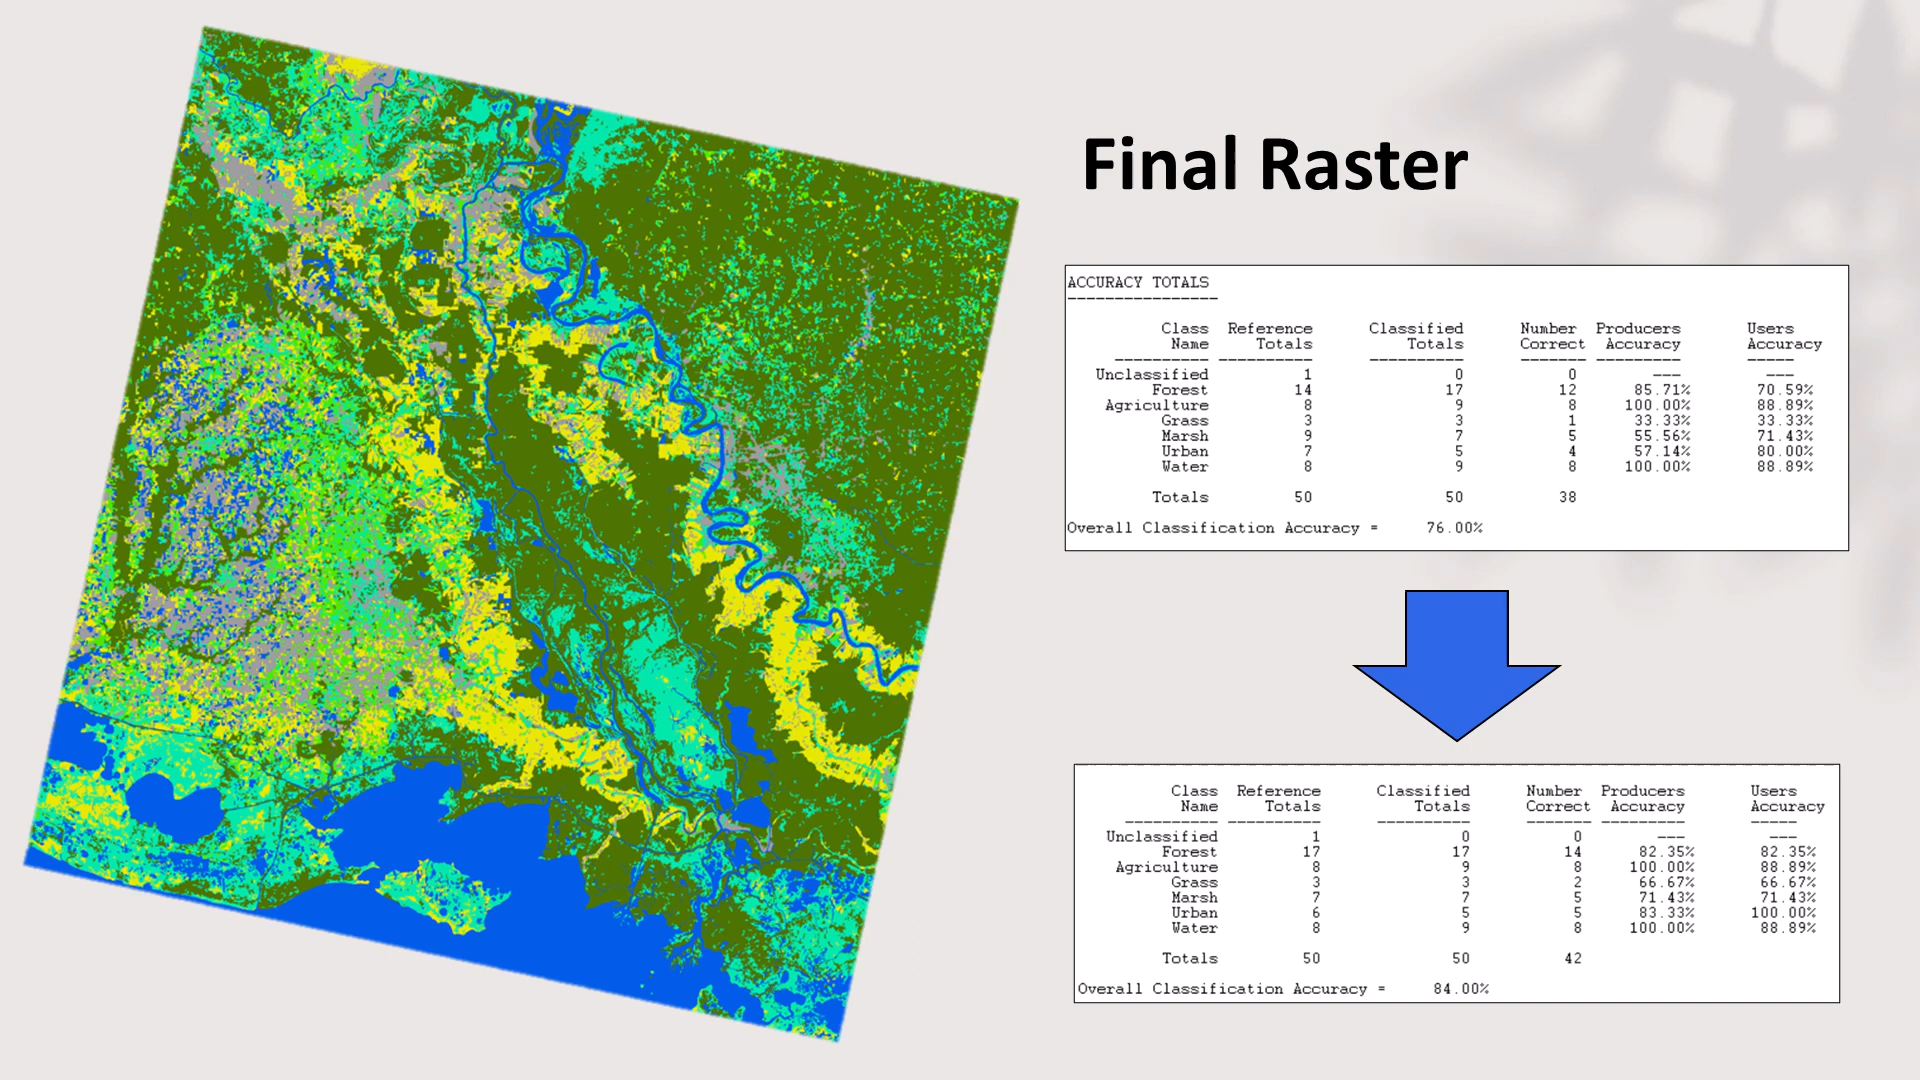 Final Raster
ACCURACY TOTALS
----------------
Class Reference Classified Number Producers Users
Name Totals Totals Correct Accuracy Accuracy
---------- ---------- ---------- ------- --------- -----
Unclassified 1 0 0 --- ---
Forest 14 17 12 85.71% 70.59%
Agriculture 8 9 8 100.00% 88.89%
Grass 3 3 1 33.33% 33.33%
Marsh 9 7 5 55.56% 71.43%
Urban 7 5 4 57.14% 80.00%
Water 8 9 8 100.00% 88.89%
Totals 50 50 38
Overall Classification Accuracy = 76.00%
Class Reference Classified Number Producers Users
Name Totals Totals Correct Accuracy Accuracy
---------- ---------- ---------- ------- --------- -----
Unclassified 1 0 0 --- ---
Forest 17 17 14 82.35% 82.35%
Agriculture 8 9 8 100.00% 88.89%
Grass 3 3 2 66.67% 66.67%
Marsh 7 7 5 71.43% 71.43%
Urban 6 5 5 83.33% 100.00%
Water 8 9 8 100.00% 88.89%
Totals 50 50 42
Overall Classification Accuracy = 84.00%